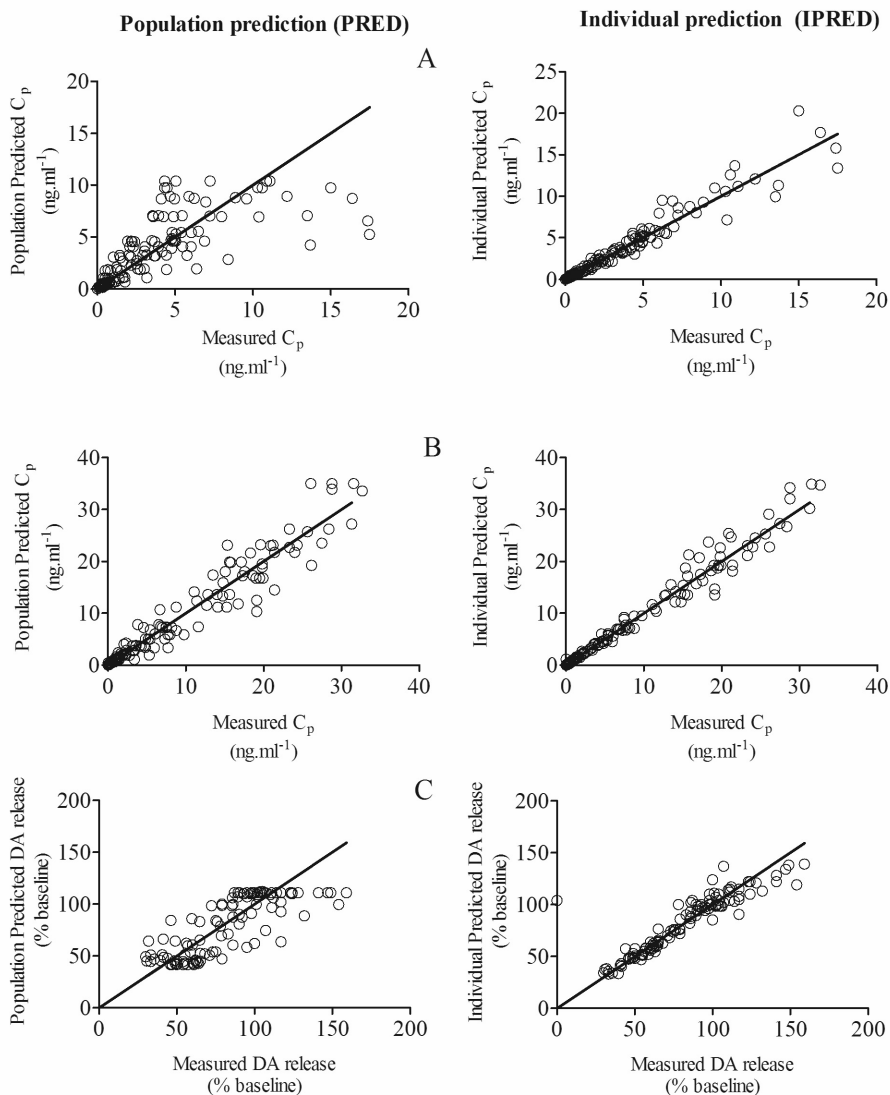 Population prediction (PRED)
Individual prediction (IPRED)
A
Population Predicted Cp
(ng.ml-1)
20
15
10
5
0
0 5 10 15 20
Measured Cp
(ng.ml-1)
Individual Predicted Cp
(ng.ml-1)
25
20
15
10
5
0
0 5 10 15 20
Measured Cp
(ng.ml-1)
B
Population Predicted Cp
(ng.ml-1)
40
30
20
10
0
0 10 20 30 40
Measured Cp
(ng.ml-1)
Individual Predicted Cp
(ng.ml-1)
40
30
20
10
0
0 10 20 30 40
Measured Cp
(ng.ml-1)
C
Population Predicted DA release
(% baseline)
200
150
100
50
0
0 50 100 150 200
Measured DA release
(% baseline)
Individual Predicted DA release
(% baseline)
200
150
100
50
0
0 50 100 150 200
Measured DA release
(% baseline)